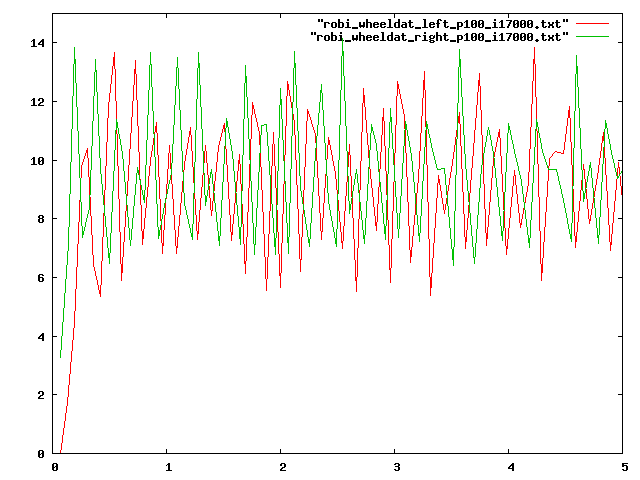 "robi_wheeldat_left_p100_i17000.txt"
"robi_wheeldat_right_p100_i17000.txt"
14
12
10
8
6
4
2
0
0 1 2 3 4 5